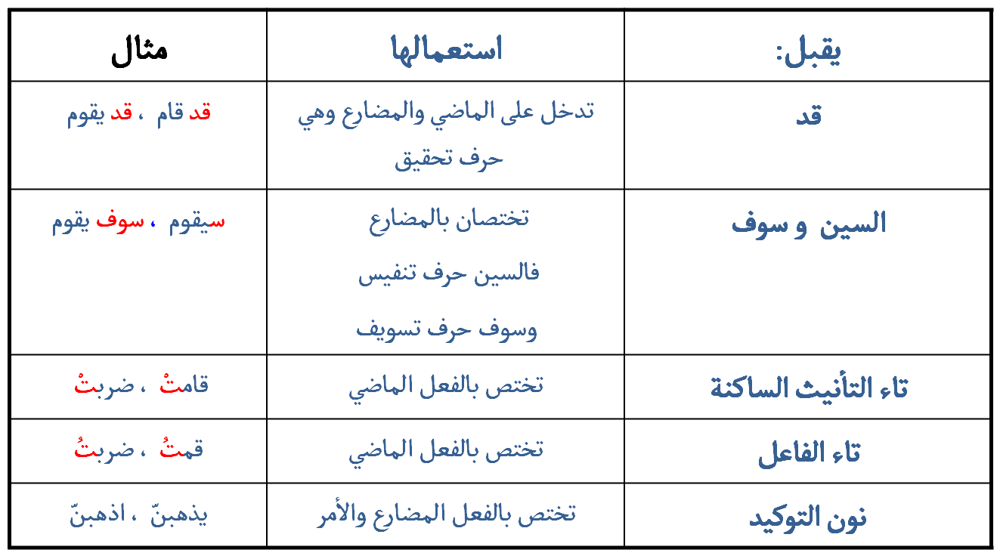 يقبل: استعمالها مثال
قد تدخل على الماضي والمضارع وهي قد قام ، قد يقوم
حرف تحقيق
السين و سوف تختصان بالمضارع سيقوم ، سوف يقوم
فالسين حرف تنفيس
وسوف حرف تسويف
تاء التأنيث الساكنة تختص بالفعل الماضي قامتْ ، ضربتْ
تاء الفاعل تختص بالفعل الماضي قمتُ ، ضربتُ
نون التوكيد تختص بالفعل المضارع والأمر يذهبنّ ، اذهبنّ